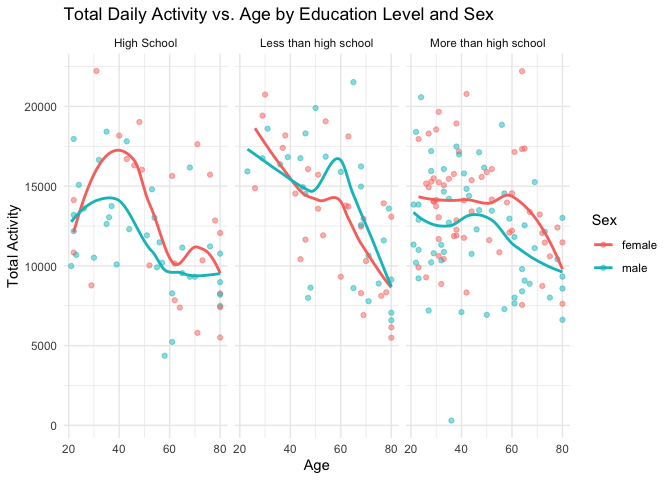 Total Daily Activity vs. Age by Education Level and Sex
High School
Less than high school
More than high school
Total Activity
20000
15000
10000
5000
0
20 40 60 80
20 40 60 80
20 40 60 80
Age
Sex
female
male